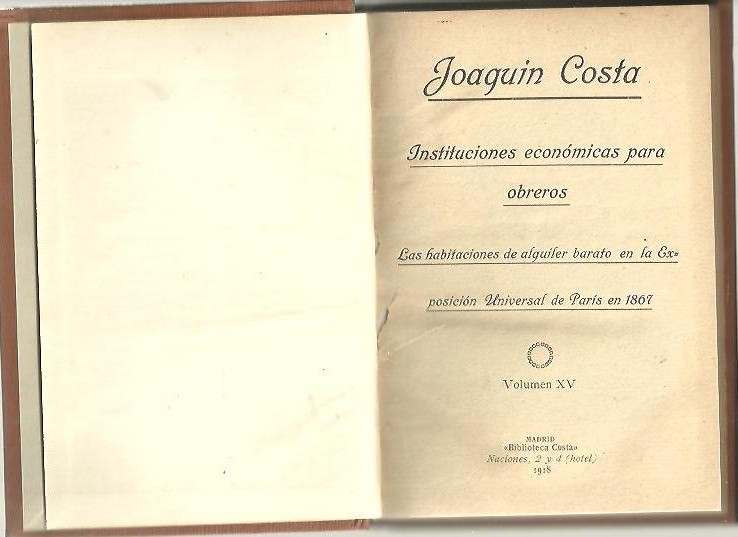 Joaquin Costa
Instituciones económicas para
obreros
Las habitaciones de alquiler barato en la Ex=
posición Universal de París en 1867
Volumen XV
MADRID
«Biblioteca Costa»
Naciones, 2 y 4 (hotel)
1918